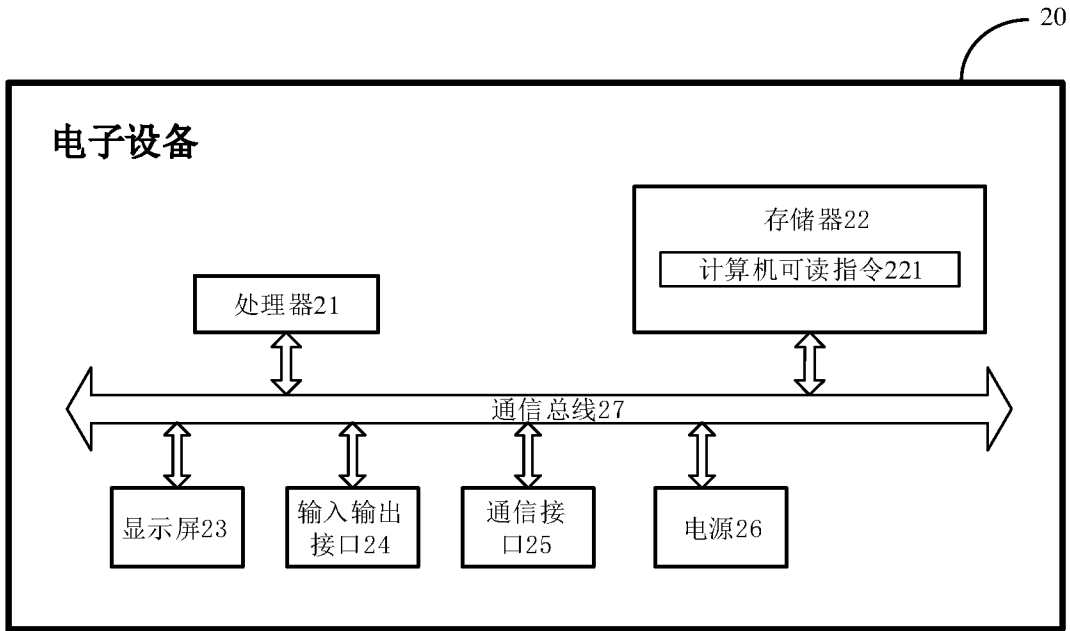 20
电子设备
存储器22
计算机可读指令221
处理器21
通信总线27
显示屏23
输入输出
接口24
通信接
口25
电源26